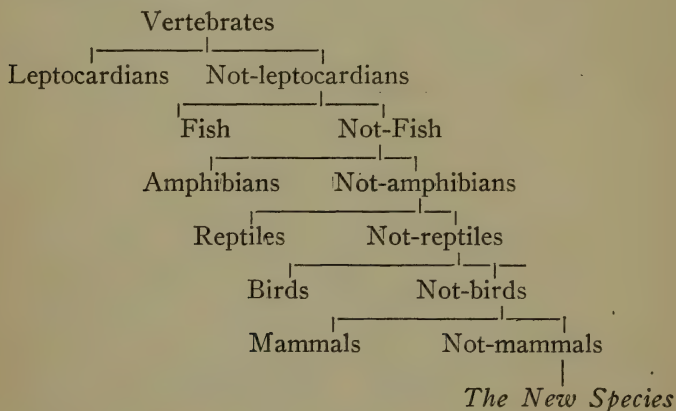 Vertebrates
Leptocardians Not-leptocardians
Fish Not-Fish
Amphibians Not-amphibians
Reptiles Not-reptiles
Birds Not-birds
Mammals Not-mammals
The New Species